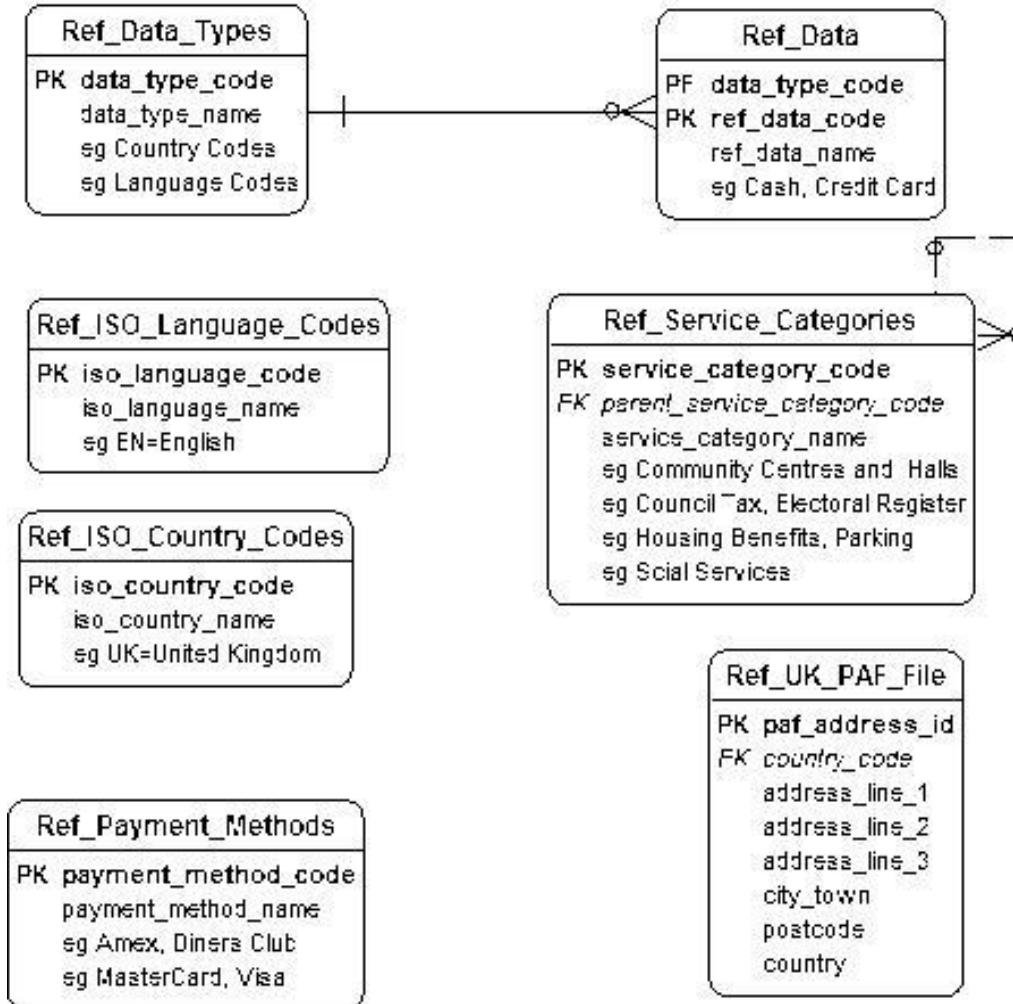 Ref_Data_Types
PK data_type_code
data_type_name
eg Country Codes
eg Language Codes
Ref_Data
PF data_type_code
PK ref_data_code
ref_data_name
eg Cash, Credit Card
Ref_ISO_Language_Codes
PK iso_language_code
iso_language_name
eg EN=English
Ref_Service_Categories
PK service_category_code
FK parent_service_category_code
service_category_name
eg Community Centres and Halls
eg Council Tax, Electoral Register
eg Housing Benefits, Parking
eg Scial Services
Ref_ISO_Country_Codes
PK iso_country_code
iso_country_name
eg UK=United Kingdom
Ref_UK_PAF_File
PK paf_address_id
FK country_code
address_line_1
address_line_2
address_line_3
city_town
postcode
country
Ref_Payment_Methods
PK payment_method_code
payment_method_name
eg Amex, Diners Club
eg MasterCard, Visa